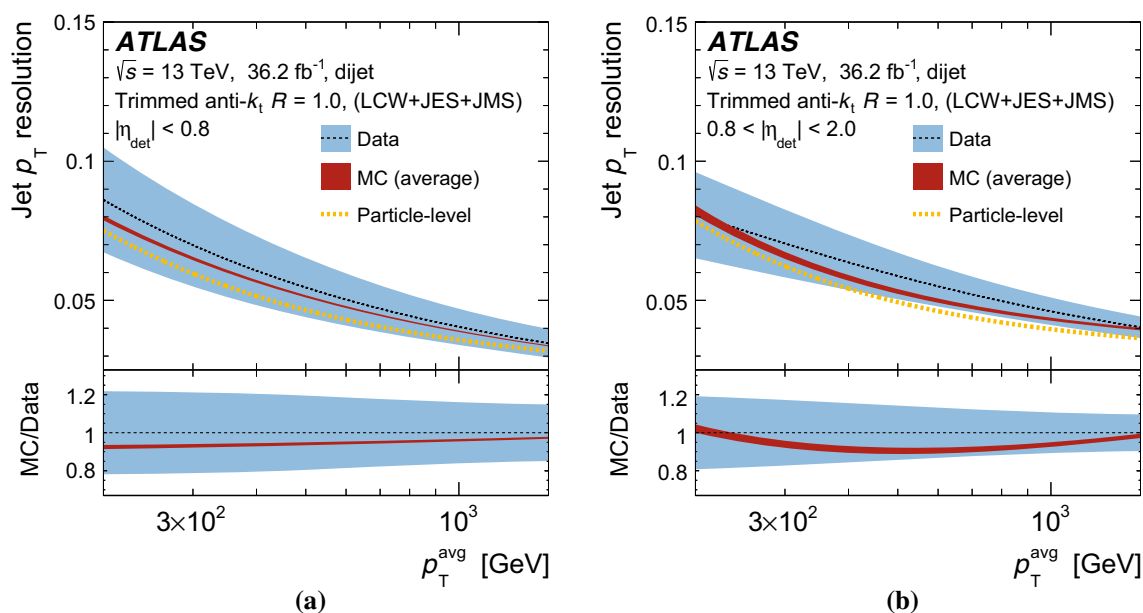 0.15
ATLAS
√s = 13 TeV, 36.2 fb⁻¹, dijet
Trimmed anti-kₜ R = 1.0, (LCW+JES+JMS)
|η_det| < 0.8
Data
MC (average)
Particle-level
0.1
0.05
Jet p_T resolution
1.2
1
0.8
MC/Data
3×10² 10³
p_T^avg [GeV]
(a)
0.15
ATLAS
√s = 13 TeV, 36.2 fb⁻¹, dijet
Trimmed anti-kₜ R = 1.0, (LCW+JES+JMS)
0.8 < |η_det| < 2.0
Data
MC (average)
Particle-level
0.1
0.05
Jet p_T resolution
1.2
1
0.8
MC/Data
3×10² 10³
p_T^avg [GeV]
(b)